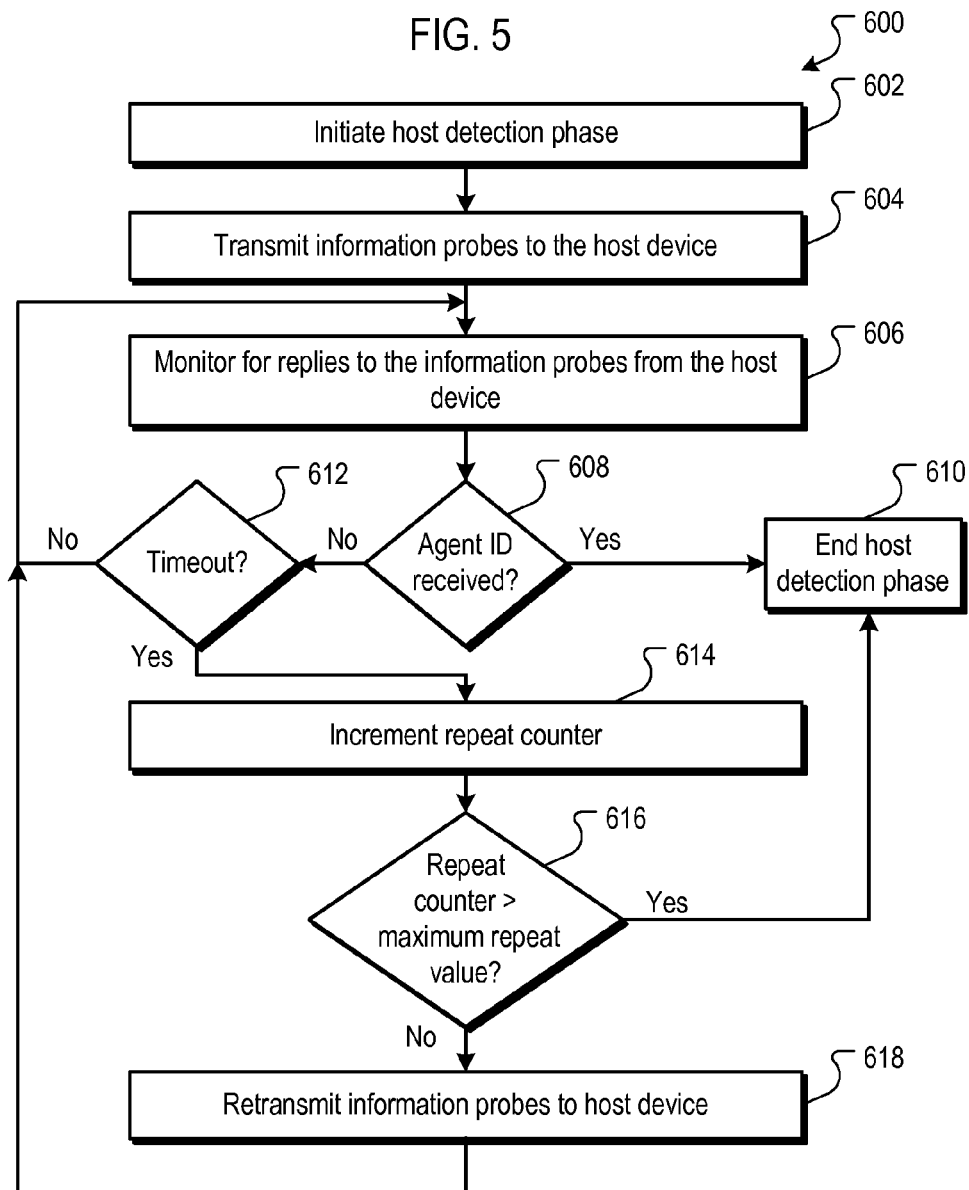 FIG. 5
600
602
Initiate host detection phase
604
Transmit information probes to the host device
606
Monitor for replies to the information probes from the host
device
612
608
610
No
Timeout?
No
Agent ID
received?
Yes
End host
detection phase
Yes
614
Increment repeat counter
616
Repeat
counter >
maximum repeat
value?
Yes
No
618
Retransmit information probes to host device